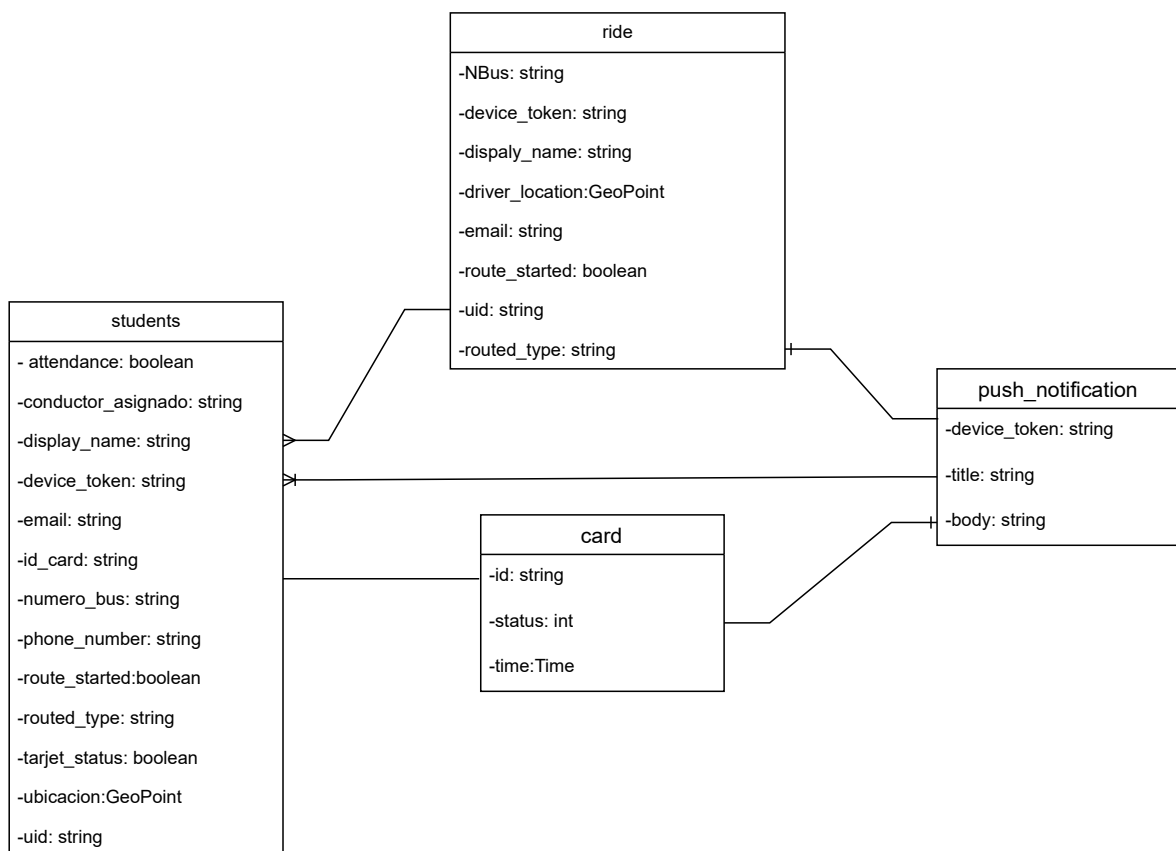 ride
-NBus: string
-device_token: string
-dispaly_name: string
-driver_location:GeoPoint
-email: string
-route_started: boolean
-uid: string
-routed_type: string
students
- attendance: boolean
-conductor_asignado: string
-display_name: string
-device_token: string
-email: string
-id_card: string
-numero_bus: string
-phone_number: string
-route_started:boolean
-routed_type: string
-tarjet_status: boolean
-ubicacion:GeoPoint
-uid: string
push_notification
-device_token: string
-title: string
-body: string
card
-id: string
-status: int
-time:Time